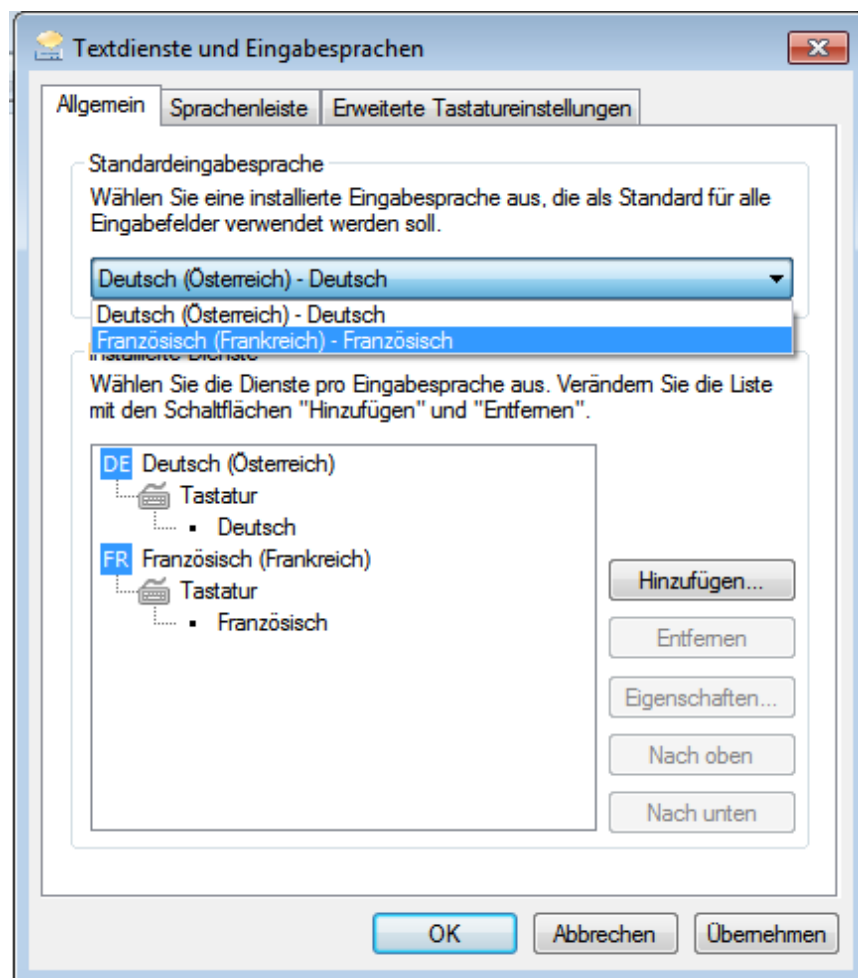 Textdienste und Eingabesprachen
Allgemein Sprachenleiste Erweiterte Tastatureinstellungen
Standardeingabesprache
Wählen Sie eine installierte Eingabesprache aus, die als Standard für alle
Eingabefelder verwendet werden soll.
Deutsch (Österreich) - Deutsch
Deutsch (Österreich) - Deutsch
Französisch (Frankreich) - Französisch
Installierte Dienste
Wählen Sie die Dienste pro Eingabesprache aus. Verändern Sie die Liste
mit den Schaltflächen "Hinzufügen" und "Entfernen".
DE Deutsch (Österreich)
Tastatur
▪ Deutsch
FR Französisch (Frankreich)
Tastatur
▪ Französisch
Hinzufügen...
Entfernen
Eigenschaften...
Nach oben
Nach unten
OK Abbrechen Übernehmen